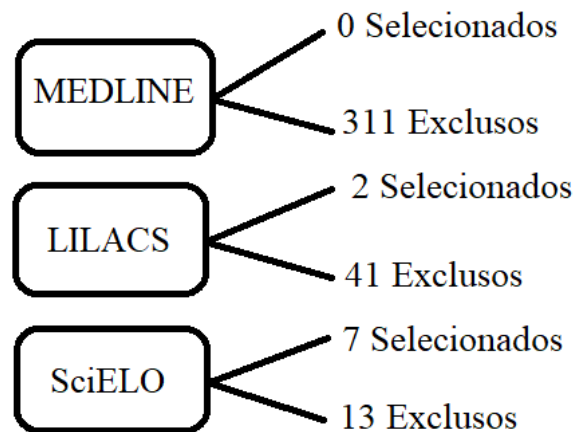 0 Selecionados
MEDLINE
311 Exclusos
2 Selecionados
LILACS
41 Exclusos
7 Selecionados
SciELO
13 Exclusos